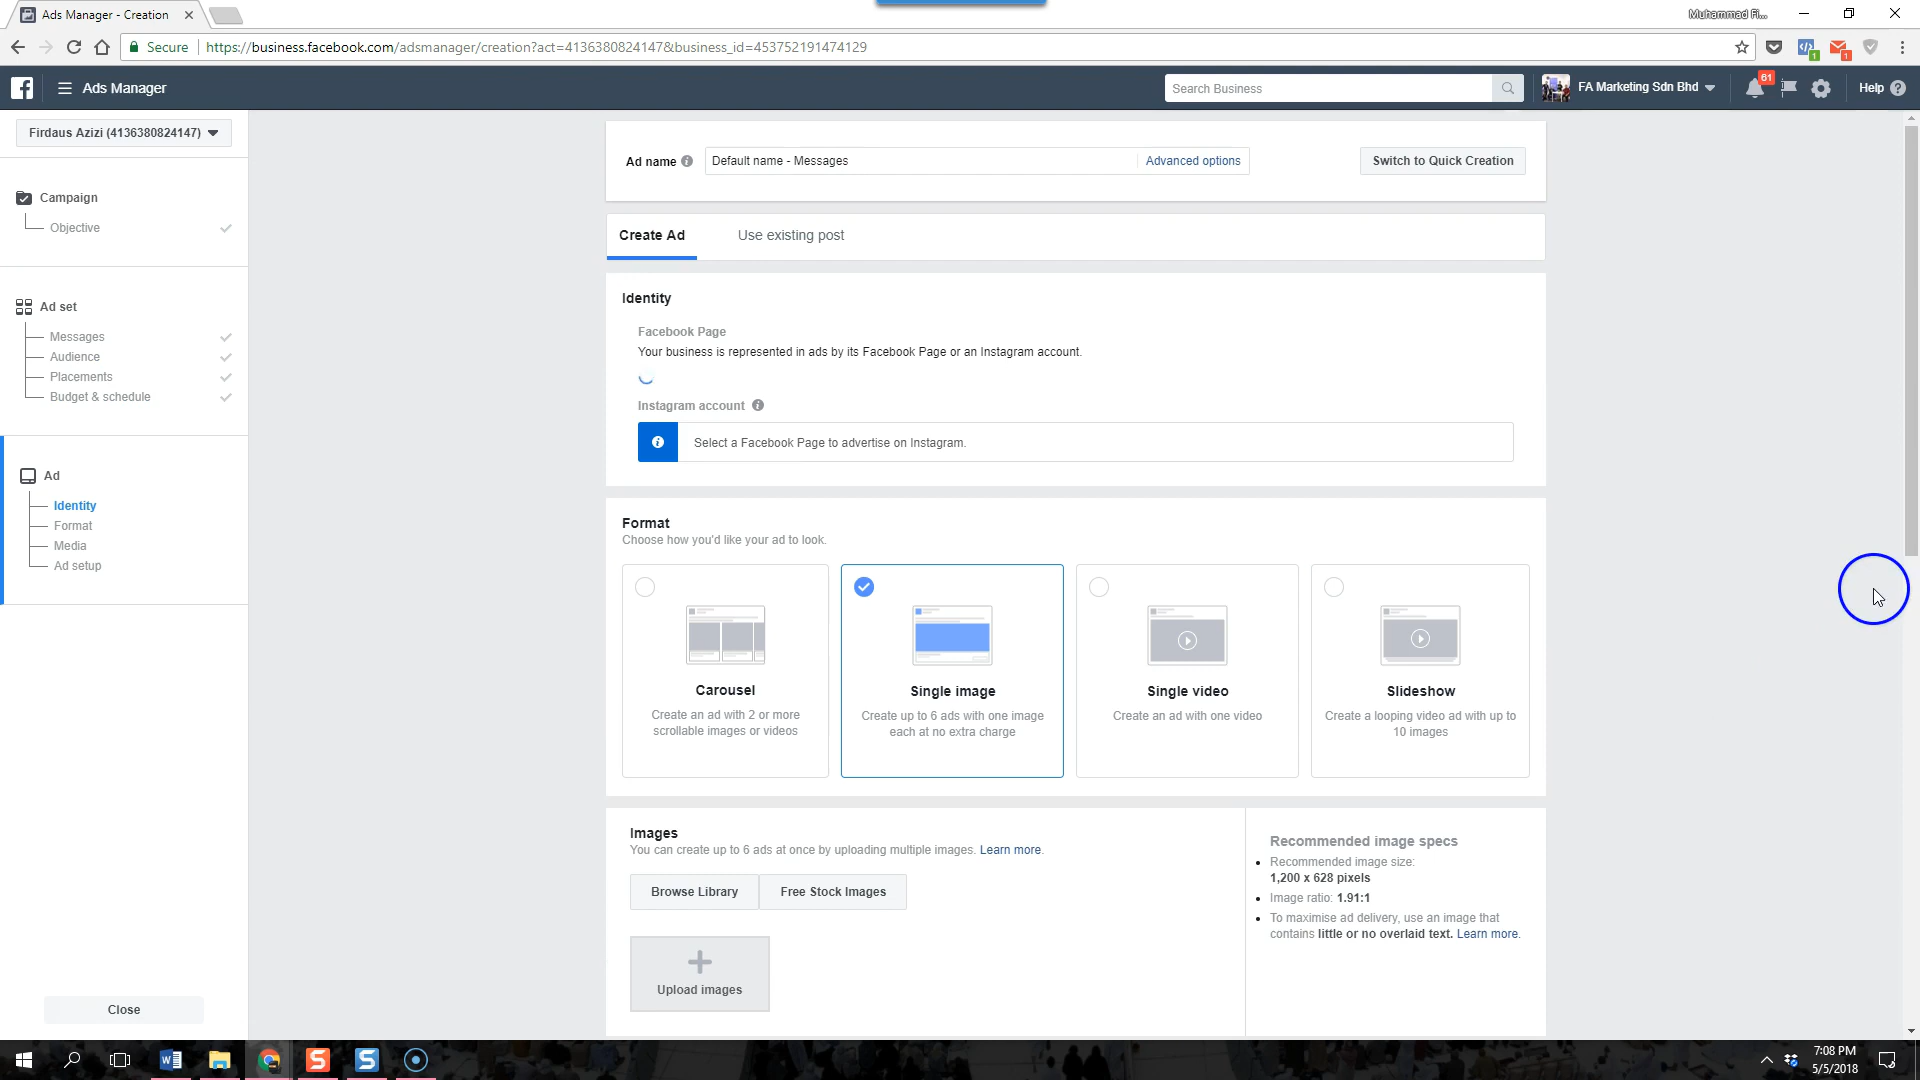 Ads Manager - Creation
Muhammad Fi...
Secure
https://business.facebook.com/adsmanager/creation?act=4136380824147&business_id=453752191474129
1
1
Ads Manager
Search Business
FA Marketing Sdn Bhd
61
Help
Firdaus Azizi (4136380824147)
Campaign
Objective
Ad set
Messages
Audience
Placements
Budget & schedule
Ad
Identity
Format
Media
Ad setup
Close
Ad name
Default name - Messages
Advanced options
Switch to Quick Creation
Create Ad
Use existing post
Identity
Facebook Page
Your business is represented in ads by its Facebook Page or an Instagram account.
Instagram account
Select a Facebook Page to advertise on Instagram.
Format
Choose how you'd like your ad to look.
Carousel
Create an ad with 2 or more
scrollable images or videos
Single image
Create up to 6 ads with one image
each at no extra charge
Single video
Create an ad with one video
Slideshow
Create a looping video ad with up to
10 images
Images
You can create up to 6 ads at once by uploading multiple images. Learn more.
Browse Library
Free Stock Images
Upload images
Recommended image specs
Recommended image size:
1,200 x 628 pixels
Image ratio: 1.91:1
To maximise ad delivery, use an image that
contains little or no overlaid text. Learn more.
7:08 PM
5/5/2018